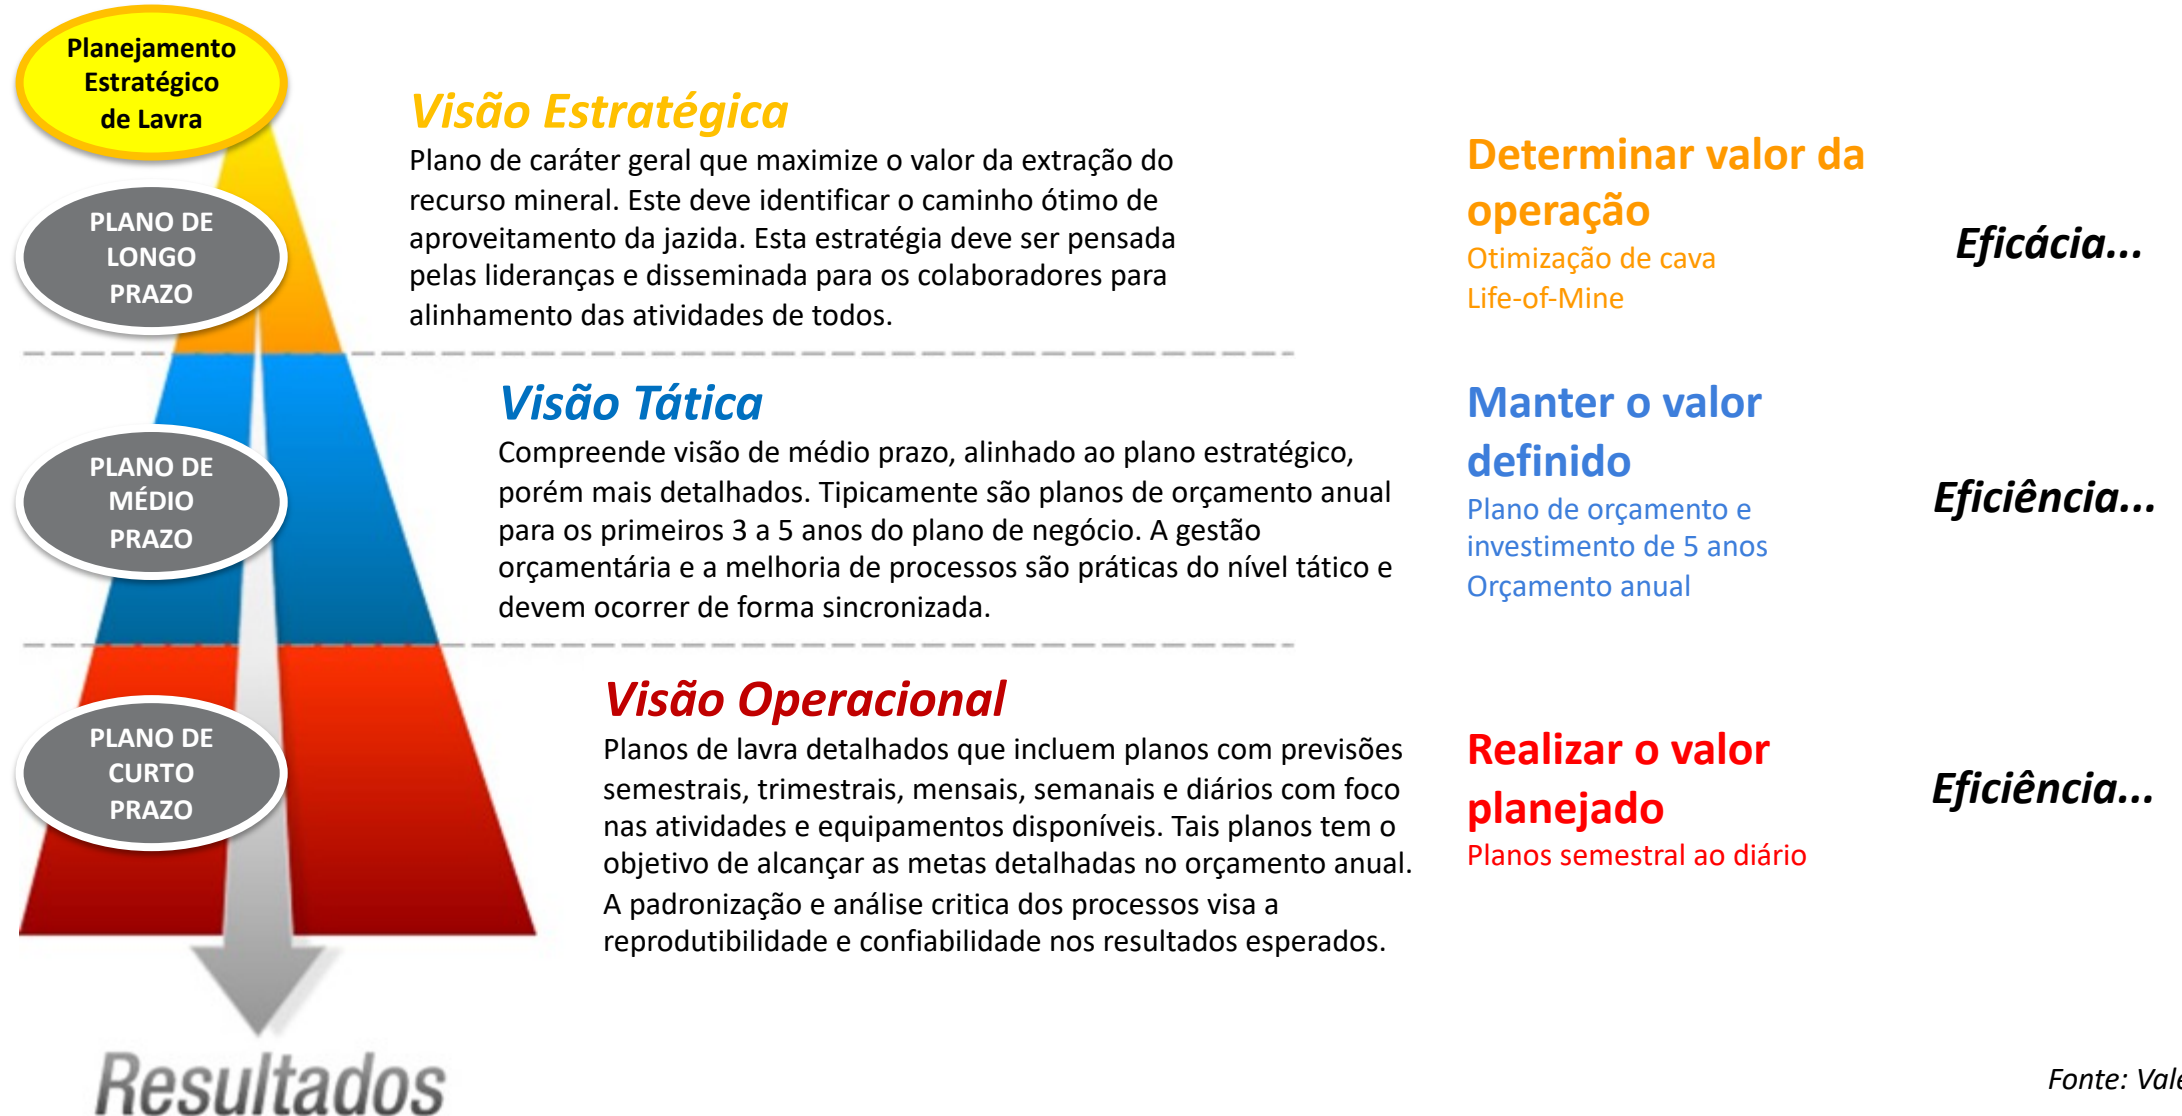 Planejamento
Estratégico
de Lavra
PLANO DE
LONGO
PRAZO
Visão Estratégica
Plano de caráter geral que maximize o valor da extração do
recurso mineral. Este deve identificar o caminho ótimo de
aproveitamento da jazida. Esta estratégia deve ser pensada
pelas lideranças e disseminada para os colaboradores para
alinhamento das atividades de todos.
Determinar valor da
operação
Otimização de cava
Life-of-Mine
Eficácia...
PLANO DE
MÉDIO
PRAZO
Visão Tática
Compreende visão de médio prazo, alinhado ao plano estratégico,
porém mais detalhados. Tipicamente são planos de orçamento anual
para os primeiros 3 a 5 anos do plano de negócio. A gestão
orçamentária e a melhoria de processos são práticas do nível tático e
devem ocorrer de forma sincronizada.
Manter o valor
definido
Plano de orçamento e
investimento de 5 anos
Orçamento anual
Eficiência...
PLANO DE
CURTO
PRAZO
Visão Operacional
Planos de lavra detalhados que incluem planos com previsões
semestrais, trimestrais, mensais, semanais e diários com foco
nas atividades e equipamentos disponíveis. Tais planos tem o
objetivo de alcançar as metas detalhadas no orçamento anual.
A padronização e análise critica dos processos visa a
reprodutibilidade e confiabilidade nos resultados esperados.
Realizar o valor
planejado
Planos semestral ao diário
Eficiência...
Resultados
Fonte: Vale